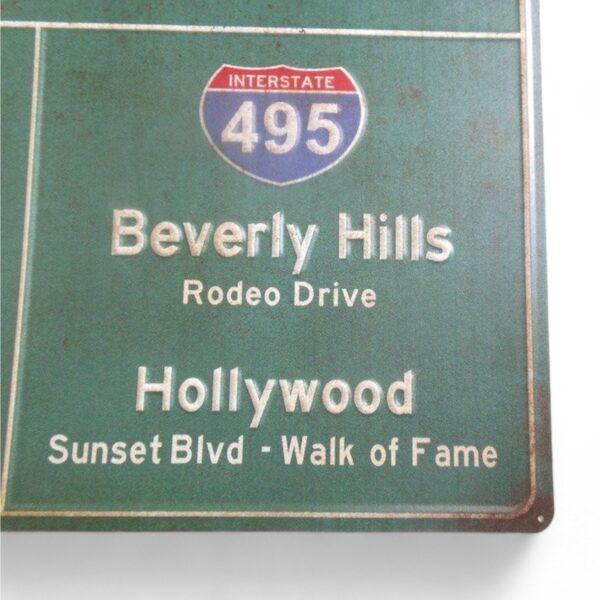 INTERSTATE
495
Beverly Hills
Rodeo Drive
Hollywood
Sunset Blvd - Walk of Fame